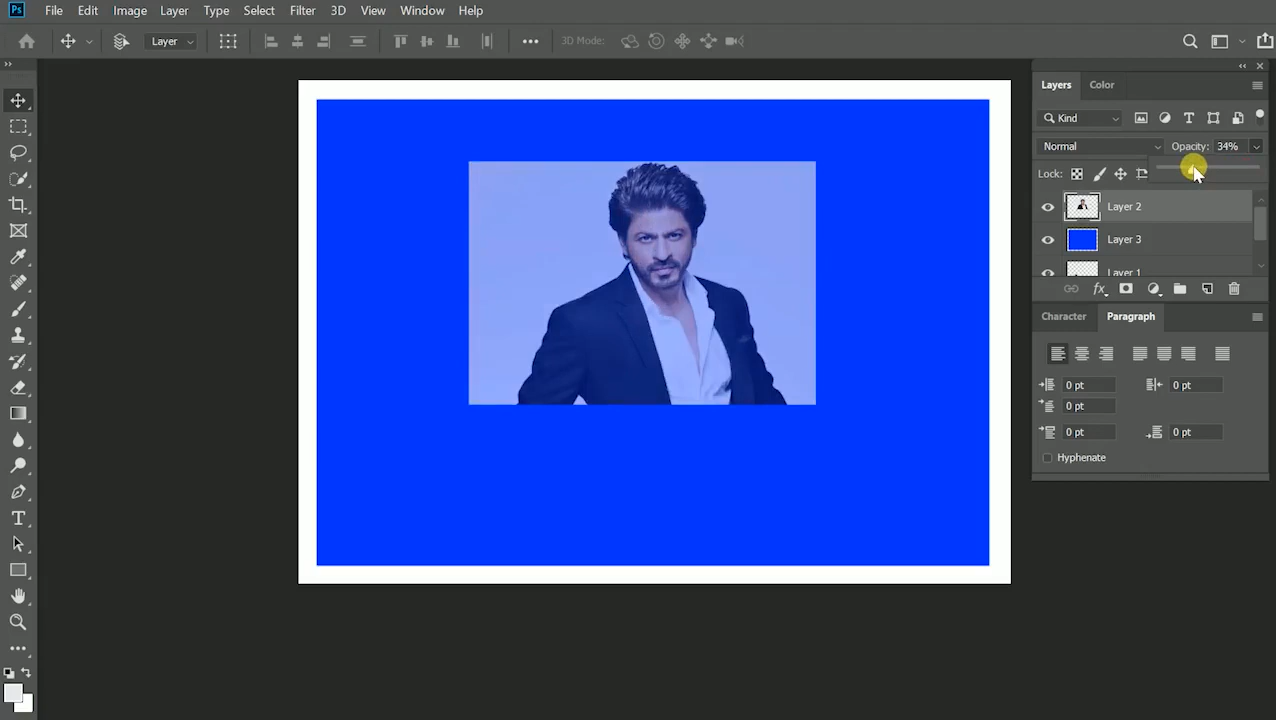 Ps File Edit Image Layer Type Select Filter 3D View Window Help
Layer 3D Mode:
Layers Color
Kind
Normal Opacity: 34%
Lock:
Layer 2
Layer 3
Layer 1
fx
Character Paragraph
0 pt 0 pt
0 pt
0 pt 0 pt
Hyphenate
T